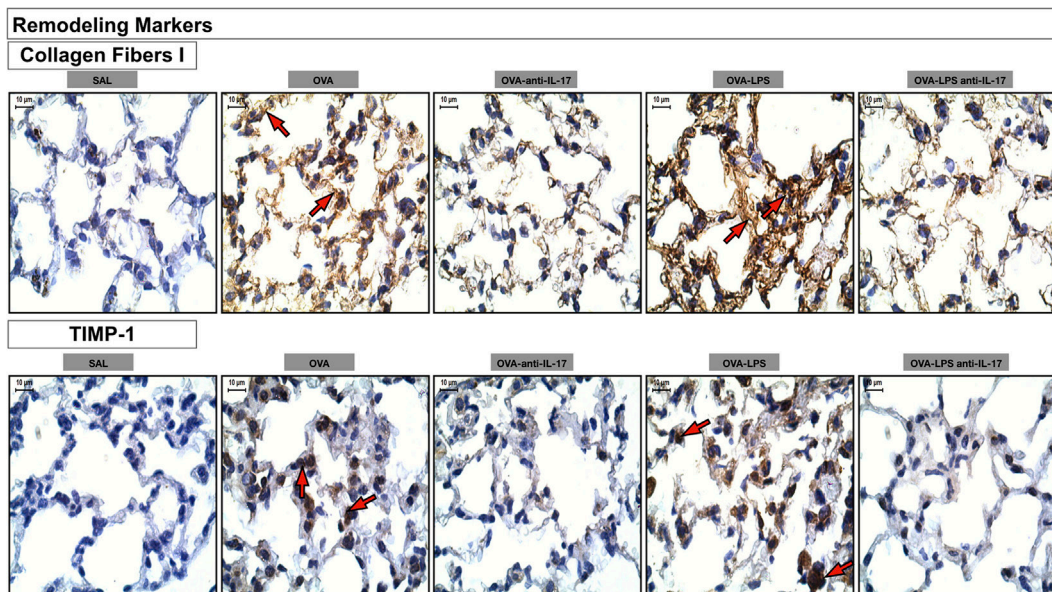 Remodeling Markers
Collagen Fibers I
SAL OVA OVA-anti-IL-17 OVA-LPS OVA-LPS anti-IL-17
10 µm 10 µm 10 µm 10 µm 10 µm
TIMP-1
SAL OVA OVA-anti-IL-17 OVA-LPS OVA-LPS anti-IL-17
10 µm 10 µm 10 µm 10 µm 10 µm